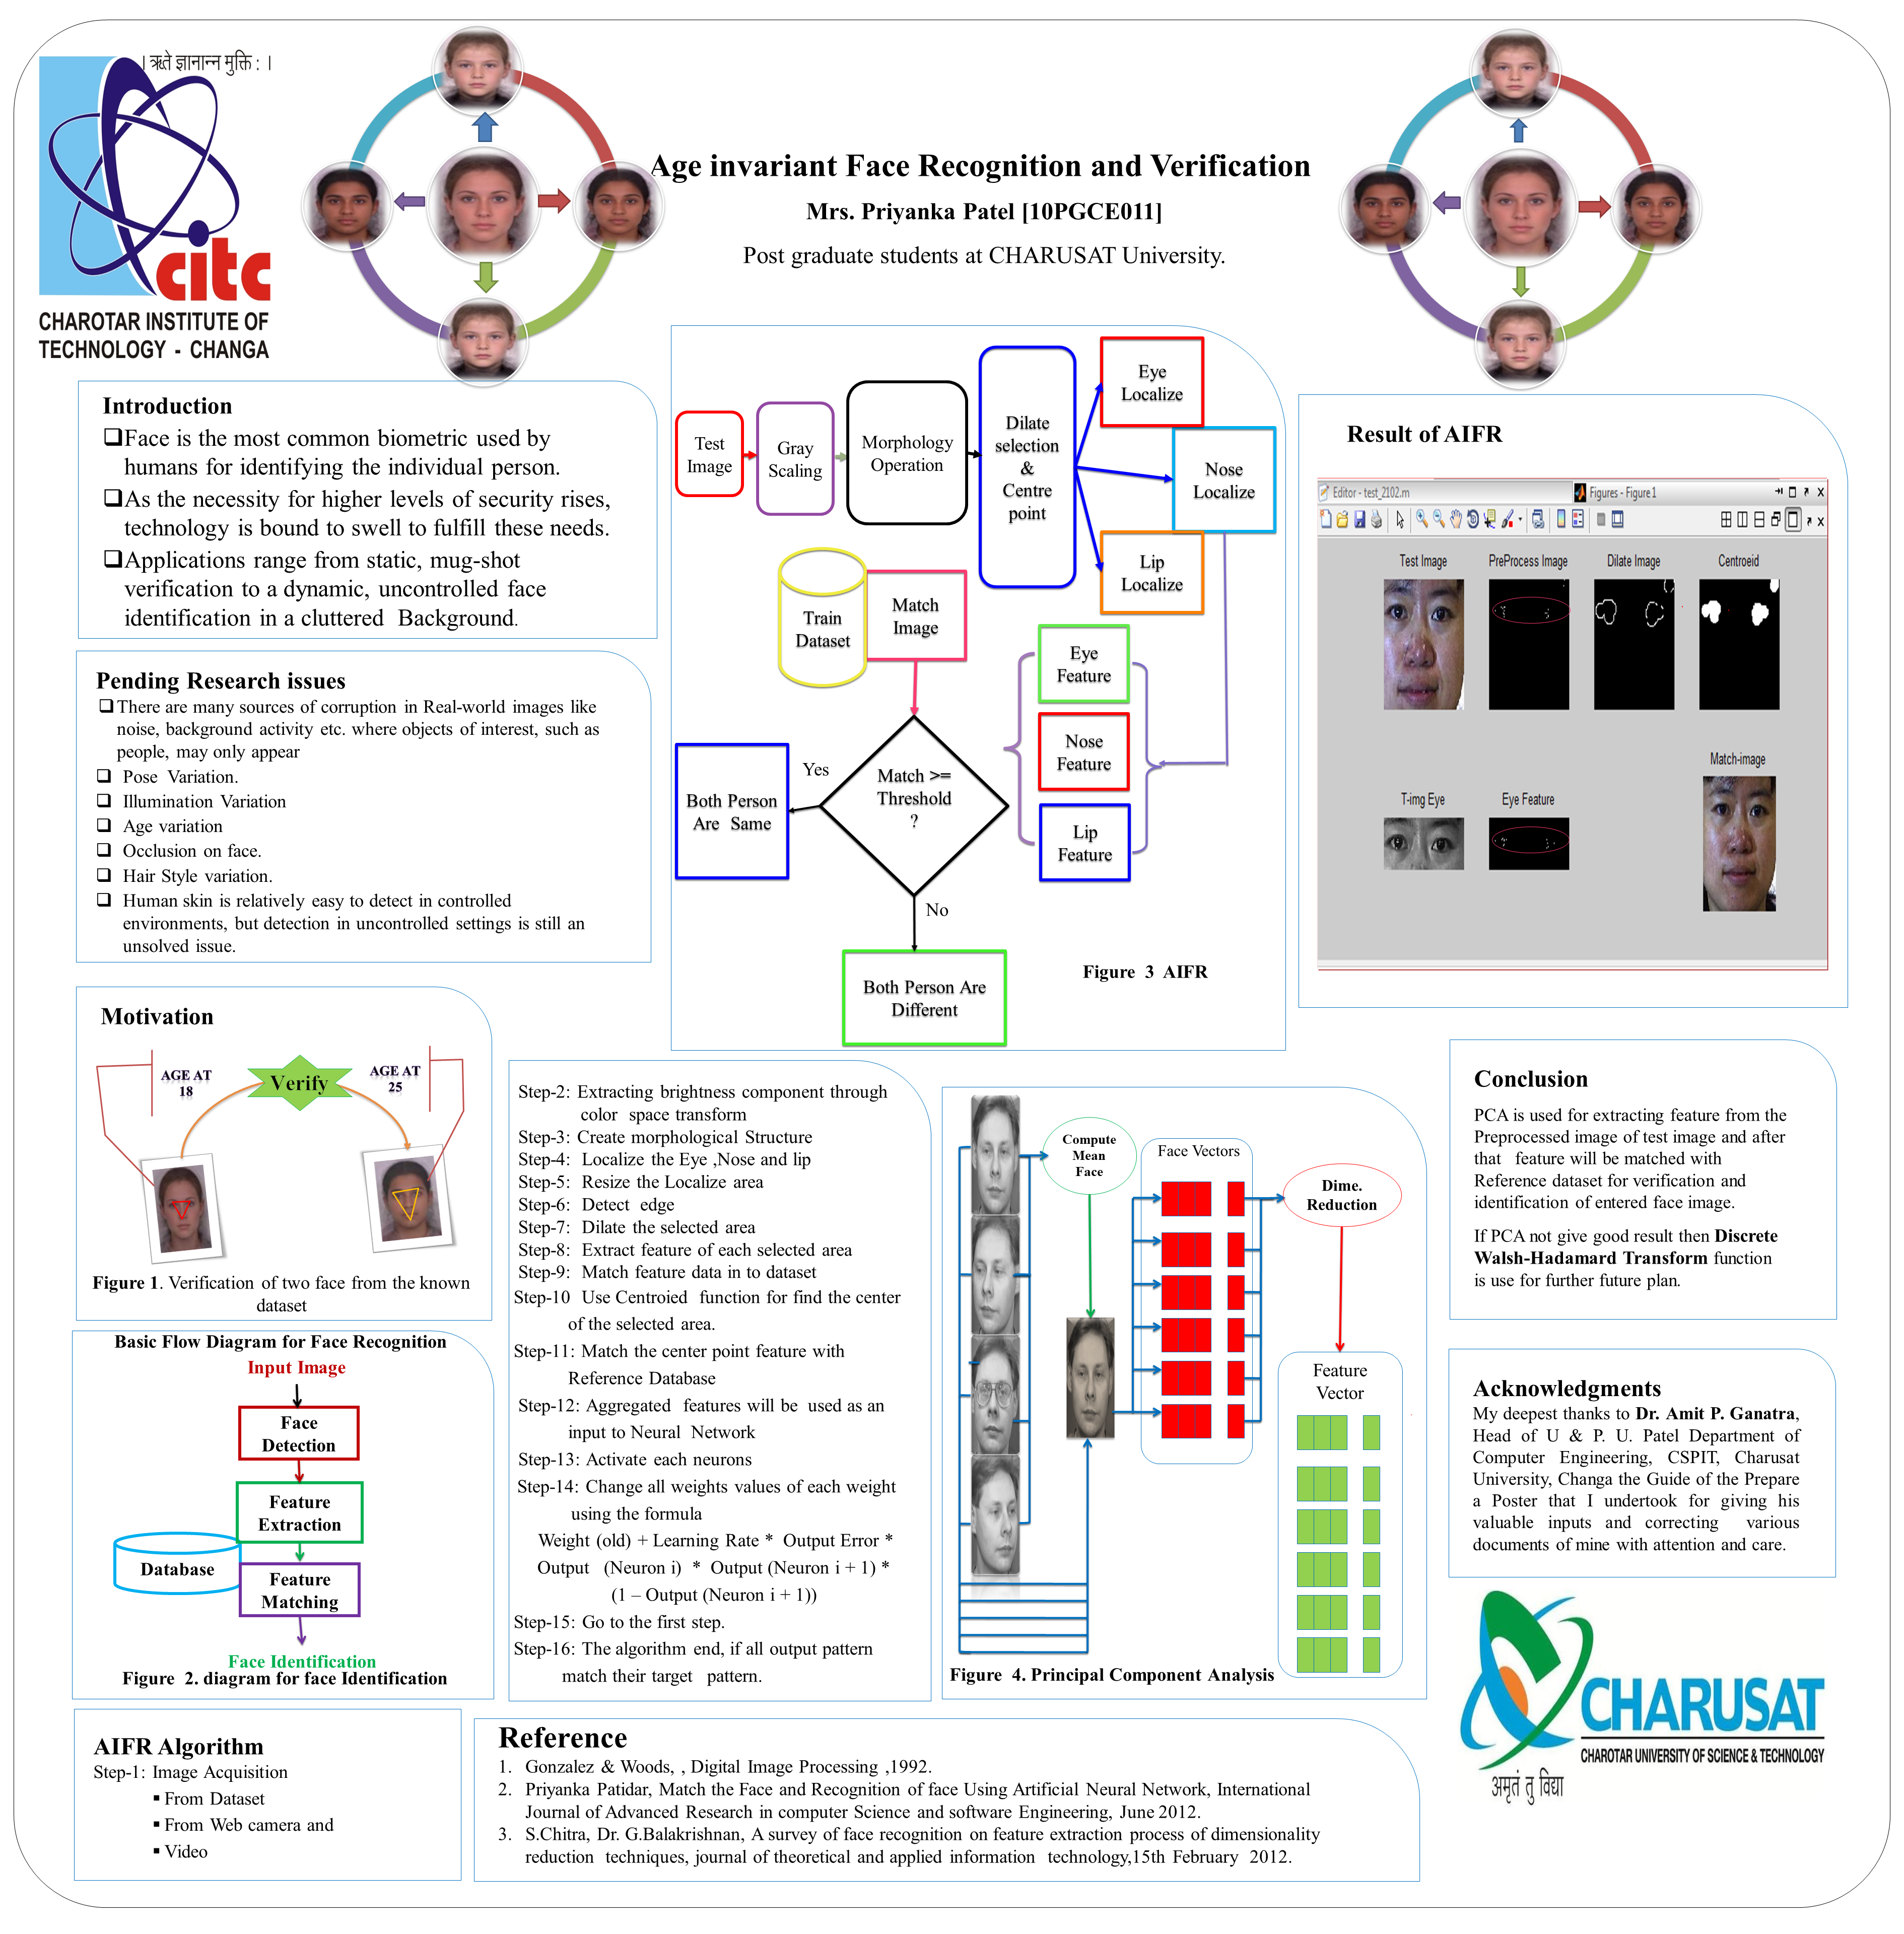 । ऋते ज्ञानान्न मुक्ति : ।
citc
CHAROTAR INSTITUTE OF
TECHNOLOGY - CHANGA
Age invariant Face Recognition and Verification
Mrs. Priyanka Patel [10PGCE011]
Post graduate students at CHARUSAT University.
Introduction
❑Face is the most common biometric used by
humans for identifying the individual person.
❑As the necessity for higher levels of security rises,
technology is bound to swell to fulfill these needs.
❑Applications range from static, mug-shot
verification to a dynamic, uncontrolled face
identification in a cluttered Background.
Pending Research issues
❑There are many sources of corruption in Real-world images like
noise, background activity etc. where objects of interest, such as
people, may only appear
❑ Pose Variation.
❑ Illumination Variation
❑ Age variation
❑ Occlusion on face.
❑ Hair Style variation.
❑ Human skin is relatively easy to detect in controlled
environments, but detection in uncontrolled settings is still an
unsolved issue.
Motivation
AGE AT
18
Verify
AGE AT
25
Figure 1. Verification of two face from the known
dataset
Basic Flow Diagram for Face Recognition
Input Image
Face
Detection
Feature
Extraction
Database
Feature
Matching
Face Identification
Figure 2. diagram for face Identification
AIFR Algorithm
Step-1: Image Acquisition
▪ From Dataset
▪ From Web camera and
▪ Video
Test
Image
Gray
Scaling
Morphology
Operation
Dilate
selection
&
Centre
point
Eye
Localize
Nose
Localize
Lip
Localize
Train
Dataset
Match
Image
Eye
Feature
Nose
Feature
Lip
Feature
Match >=
Threshold
?
Yes
Both Person
Are Same
No
Both Person Are
Different
Figure 3 AIFR
Step-2: Extracting brightness component through
color space transform
Step-3: Create morphological Structure
Step-4: Localize the Eye ,Nose and lip
Step-5: Resize the Localize area
Step-6: Detect edge
Step-7: Dilate the selected area
Step-8: Extract feature of each selected area
Step-9: Match feature data in to dataset
Step-10 Use Centroied function for find the center
of the selected area.
Step-11: Match the center point feature with
Reference Database
Step-12: Aggregated features will be used as an
input to Neural Network
Step-13: Activate each neurons
Step-14: Change all weights values of each weight
using the formula
Weight (old) + Learning Rate * Output Error *
Output (Neuron i) * Output (Neuron i + 1) *
(1 – Output (Neuron i + 1))
Step-15: Go to the first step.
Step-16: The algorithm end, if all output pattern
match their target pattern.
Compute
Mean
Face
Face Vectors
Dime.
Reduction
Feature
Vector
Figure 4. Principal Component Analysis
Result of AIFR
Editor - test_2102.m
Figures - Figure 1
Test Image
PreProcess Image
Dilate Image
Centroeid
Match-image
T-img Eye
Eye Feature
Conclusion
PCA is used for extracting feature from the
Preprocessed image of test image and after
that feature will be matched with
Reference dataset for verification and
identification of entered face image.
If PCA not give good result then Discrete
Walsh-Hadamard Transform function
is use for further future plan.
Acknowledgments
My deepest thanks to Dr. Amit P. Ganatra,
Head of U & P. U. Patel Department of
Computer Engineering, CSPIT, Charusat
University, Changa the Guide of the Prepare
a Poster that I undertook for giving his
valuable inputs and correcting various
documents of mine with attention and care.
CHARUSAT
CHAROTAR UNIVERSITY OF SCIENCE & TECHNOLOGY
अमृतं तु विद्या
Reference
1. Gonzalez & Woods, , Digital Image Processing ,1992.
2. Priyanka Patidar, Match the Face and Recognition of face Using Artificial Neural Network, International
Journal of Advanced Research in computer Science and software Engineering, June 2012.
3. S.Chitra, Dr. G.Balakrishnan, A survey of face recognition on feature extraction process of dimensionality
reduction techniques, journal of theoretical and applied information technology,15th February 2012.